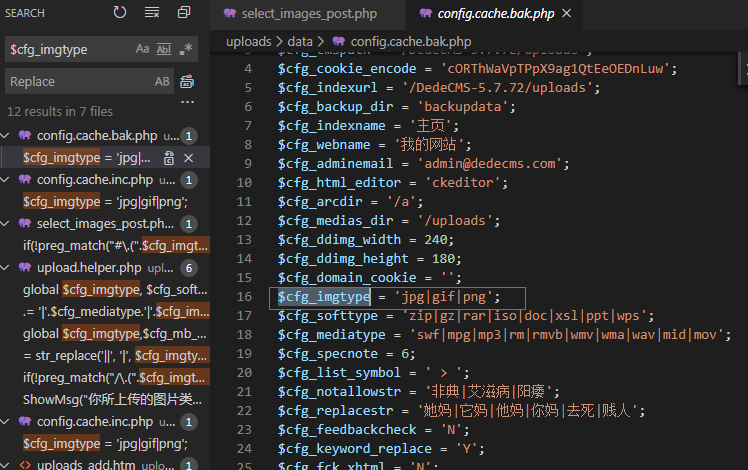 SEARCH
$cfg_imgtype
Aa Abl .*
Replace
AB
...
12 results in 7 files
config.cache.bak.php uploads\... 1
$cfg_imgtype = 'jpg|...
config.cache.inc.php uploa... 1
$cfg_imgtype = 'jpg|gif|png';
select_images_post.ph... 1
if(!preg_match("#\.(".$cfg_imgt...
upload.helper.php upl... 6
global $cfg_imgtype, $cfg_sof...
.= '|'.$cfg_mediatype.'|'.$cfg_im...
global $cfg_imgtype,$cfg_mb_...
= str_replace('||', '|', $cfg_imgty...
if(!preg_match("/\.(".$cfg_imgt...
ShowMsg("你所上传的图片类...
config.cache.inc.php u... 1
$cfg_imgtype = 'jpg|gif|png';
uploads_add.htm uplo... 1
select_images_post.php
config.cache.bak.php ×
uploads > data > config.cache.bak.php
4 $cfg_cookie_encode = 'cORThWaVpTPpX9ag1QtEeOEDnLuw';
5 $cfg_indexurl = '/DedeCMS-5.7.72/uploads';
6 $cfg_backup_dir = 'backupdata';
7 $cfg_indexname = '主页';
8 $cfg_webname = '我的网站';
9 $cfg_adminemail = 'admin@dedecms.com';
10 $cfg_html_editor = 'ckeditor';
11 $cfg_arcdir = '/a';
12 $cfg_medias_dir = '/uploads';
13 $cfg_ddimg_width = 240;
14 $cfg_ddimg_height = 180;
15 $cfg_domain_cookie = '';
16 $cfg_imgtype = 'jpg|gif|png';
17 $cfg_softtype = 'zip|gz|rar|iso|doc|xsl|ppt|wps';
18 $cfg_mediatype = 'swf|mpg|mp3|rm|rmvb|wmv|wma|wav|mid|mov';
19 $cfg_specnote = 6;
20 $cfg_list_symbol = ' > ';
21 $cfg_notallowstr = '非典|艾滋病|阳痿';
22 $cfg_replacestr = '她妈|它妈|他妈|你妈|去死|贱人';
23 $cfg_feedbackcheck = 'N';
24 $cfg_keyword_replace = 'Y';
25 $cfg_fck_xhtml = 'N';